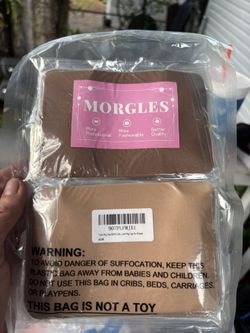 MORGLES
More
Professional
More
Fashionable
Better
Quality
WARNING:
TO AVOID DANGER OF SUFFOCATION, KEEP THIS
PLASTIC BAG AWAY FROM BABIES AND CHILDREN.
DO NOT USE THIS BAG IN CRIBS, BEDS, CARRIAGES,
OR PLAYPENS.
THIS BAG IS NOT A TOY